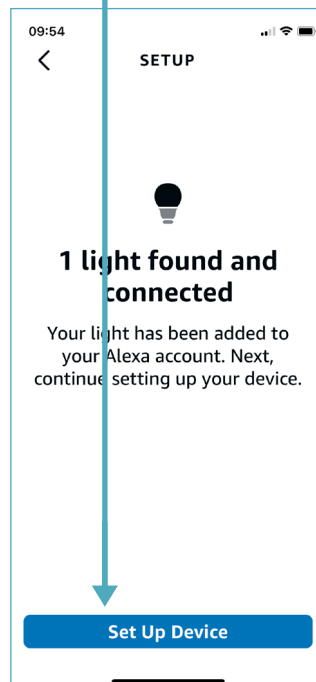 09:54
SETUP
1 light found and
connected
Your light has been added to
your Alexa account. Next,
continue setting up your device.
Set Up Device